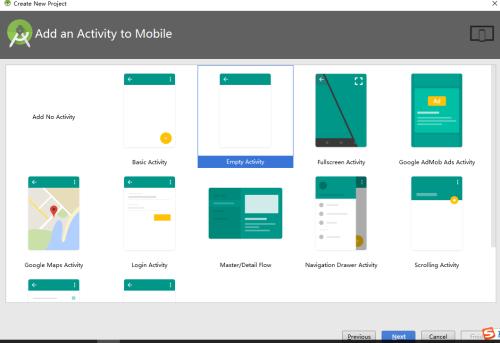 Create New Project
Add an Activity to Mobile
Add No Activity
Ad
Basic Activity
Empty Activity
Fullscreen Activity
Google AdMob Ads Activity
Google Maps Activity
Login Activity
Master/Detail Flow
Navigation Drawer Activity
Scrolling Activity
Previous
Next
Cancel